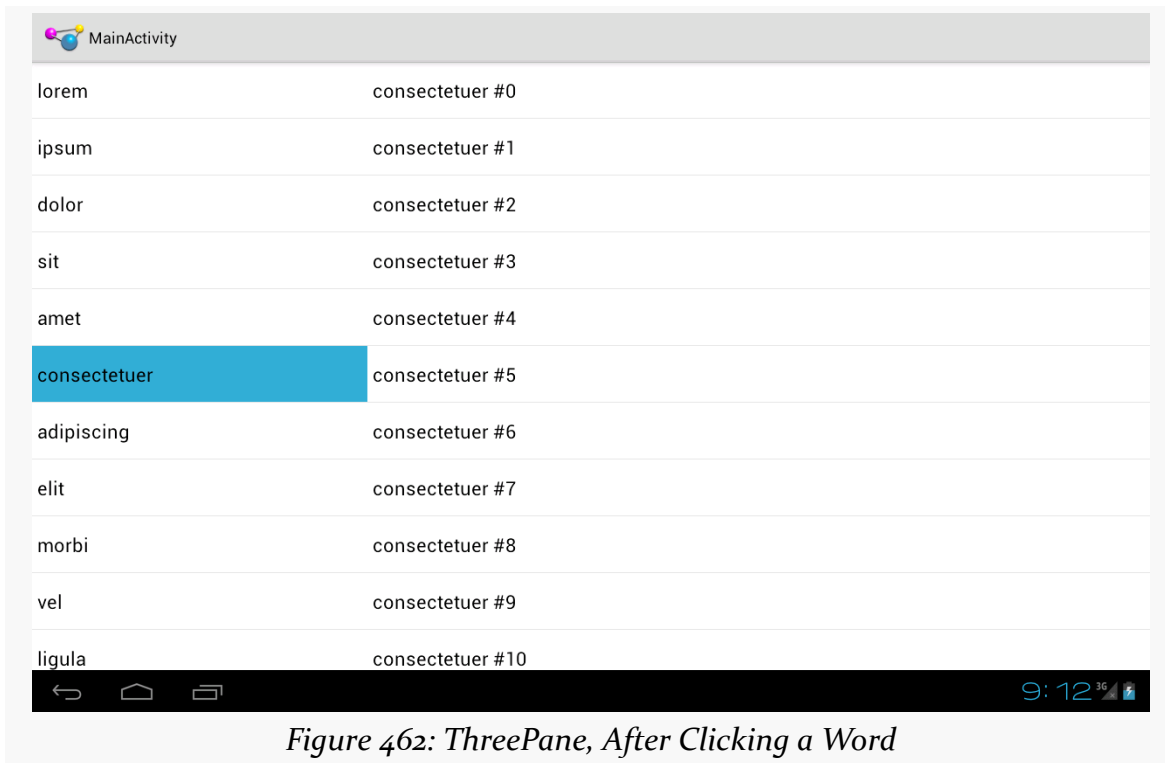 MainActivity
lorem consectetuer #0
ipsum consectetuer #1
dolor consectetuer #2
sit consectetuer #3
amet consectetuer #4
consectetuer consectetuer #5
adipiscing consectetuer #6
elit consectetuer #7
morbi consectetuer #8
vel consectetuer #9
ligula consectetuer #10
9:12 3G
Figure 462: ThreePane, After Clicking a Word